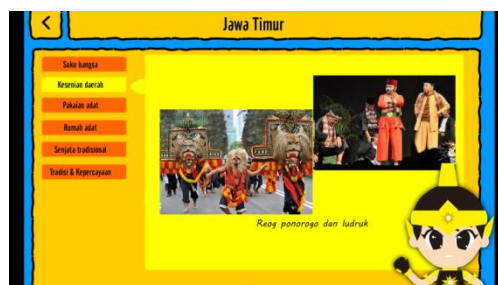 Jawa Timur
Suku bangsa
Kesenian daerah
Pakaian adat
Rumah adat
Senjata tradisional
Tradisi & Kepercayaan
Reog ponorogo dan ludruk